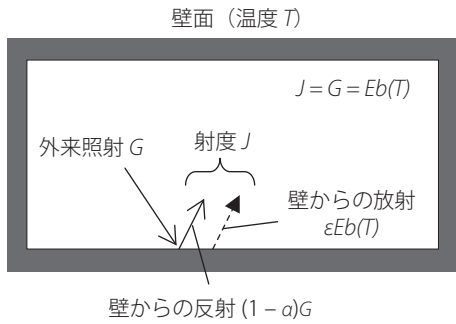 壁面（温度 T）
J = G = Eb(T)
外来照射 G
射度 J
壁からの放射
εEb(T)
壁からの反射 (1 – α)G